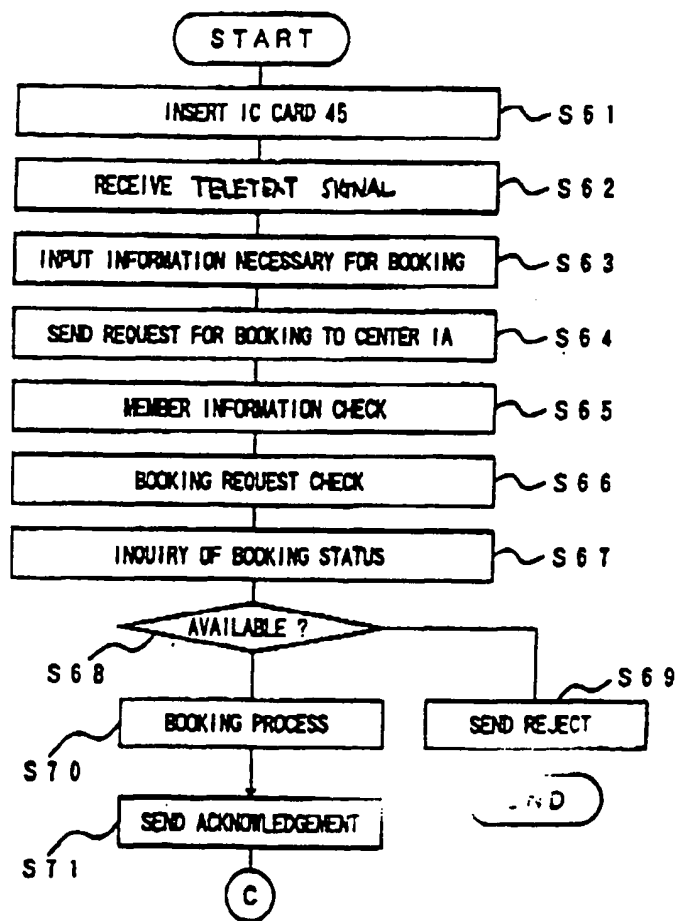 START
INSERT IC CARD 45
S61
RECEIVE TELETEXT SIGNAL
S62
INPUT INFORMATION NECESSARY FOR BOOKING
S63
SEND REQUEST FOR BOOKING TO CENTER 1A
S64
MEMBER INFORMATION CHECK
S65
BOOKING REQUEST CHECK
S66
INQUIRY OF BOOKING STATUS
S67
AVAILABLE ?
S68
S69
BOOKING PROCESS
SEND REJECT
S70
SEND ACKNOWLEDGEMENT
S71
C